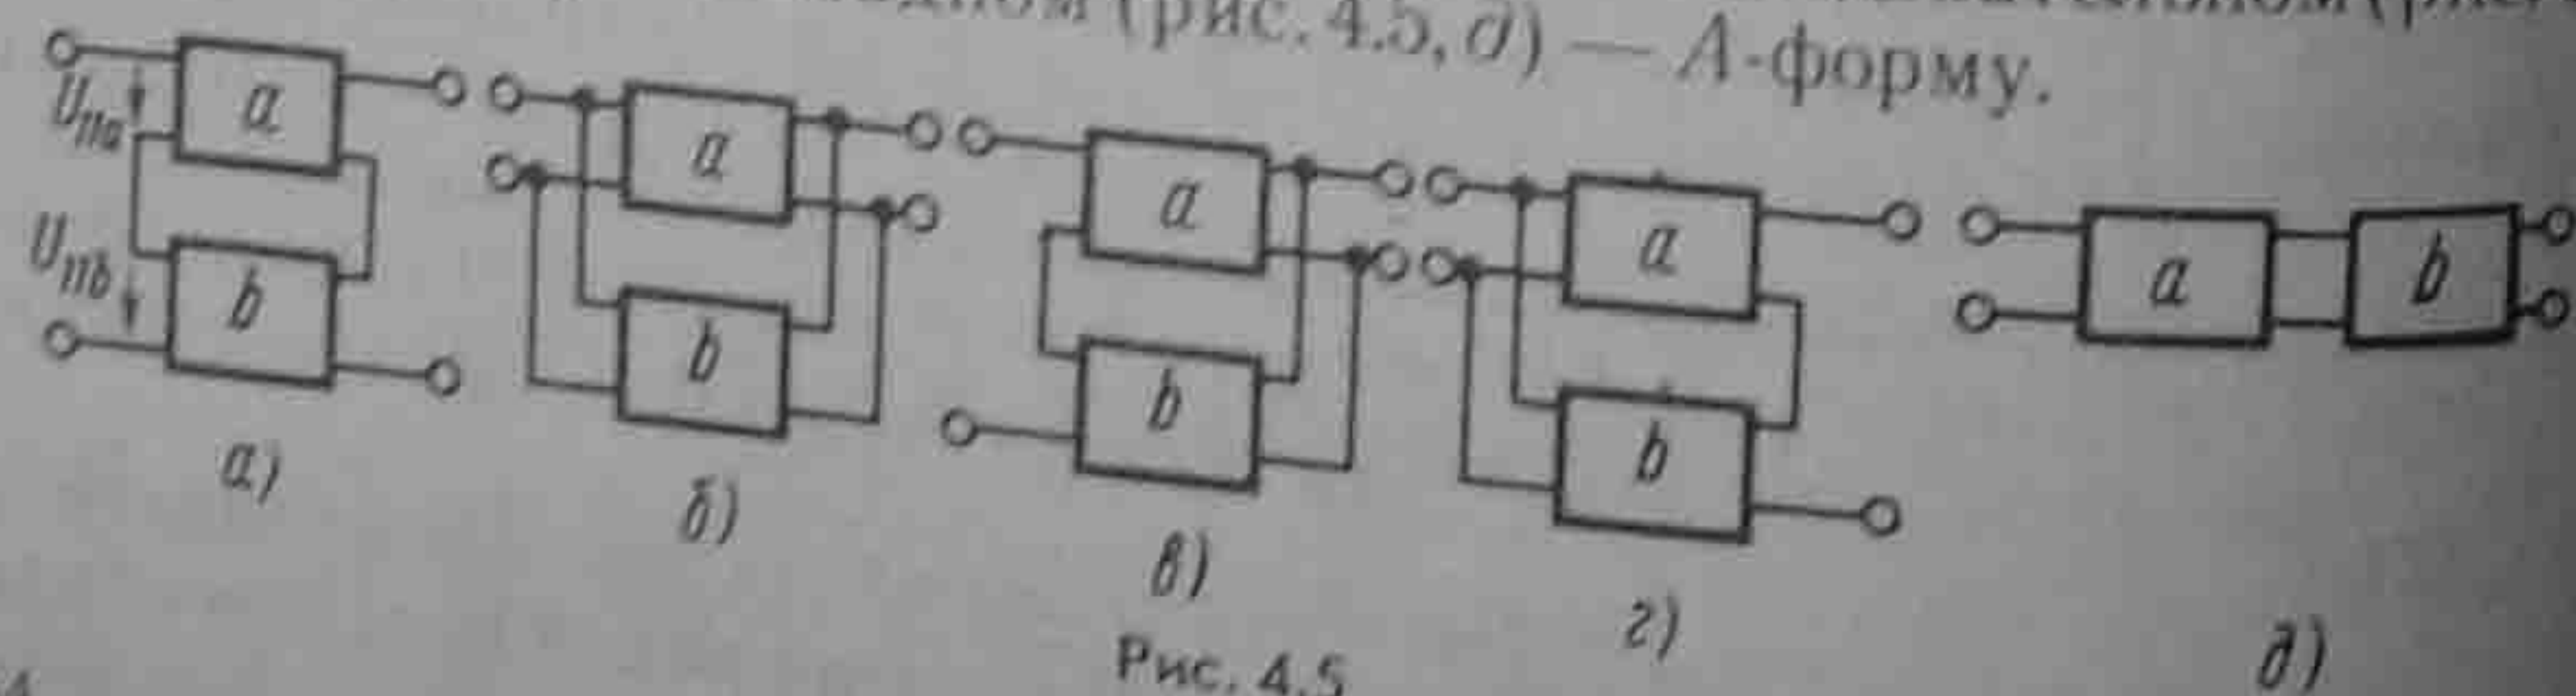 (рис. 4.5, д) — А-форму.
a a a a a b
U11a
U11b
b b b b
а) б) в) г) д)
Рис. 4.5